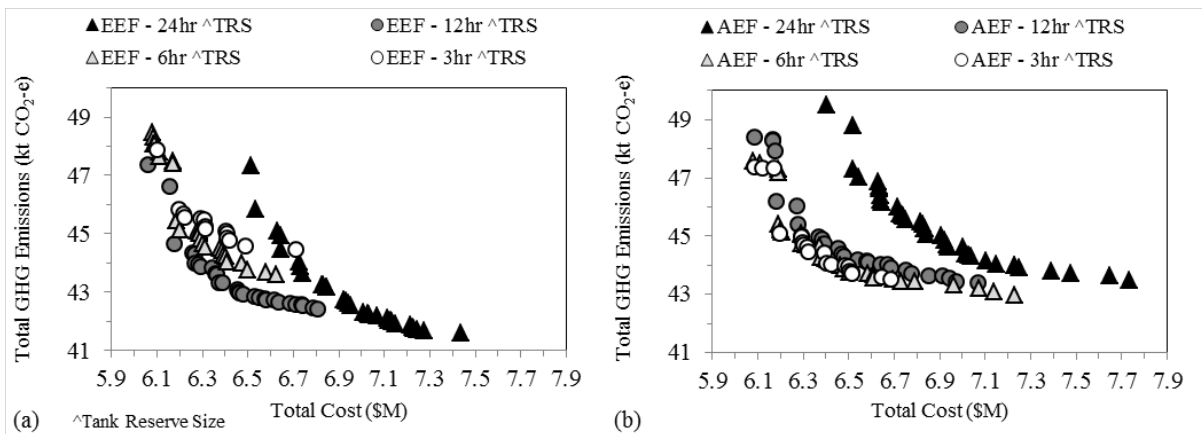 ▲EEF - 24hr ^TRS ●EEF - 12hr ^TRS
△EEF - 6hr ^TRS ○EEF - 3hr ^TRS
Total GHG Emissions (kt CO₂-e)
49
47
45
43
41
5.9 6.1 6.3 6.5 6.7 6.9 7.1 7.3 7.5 7.7 7.9
Total Cost ($M)
(a) ^Tank Reserve Size
▲AEF - 24hr ^TRS ●AEF - 12hr ^TRS
△AEF - 6hr ^TRS ○AEF - 3hr ^TRS
Total GHG Emissions (kt CO₂-e)
49
47
45
43
41
5.9 6.1 6.3 6.5 6.7 6.9 7.1 7.3 7.5 7.7 7.9
Total Cost ($M)
(b)